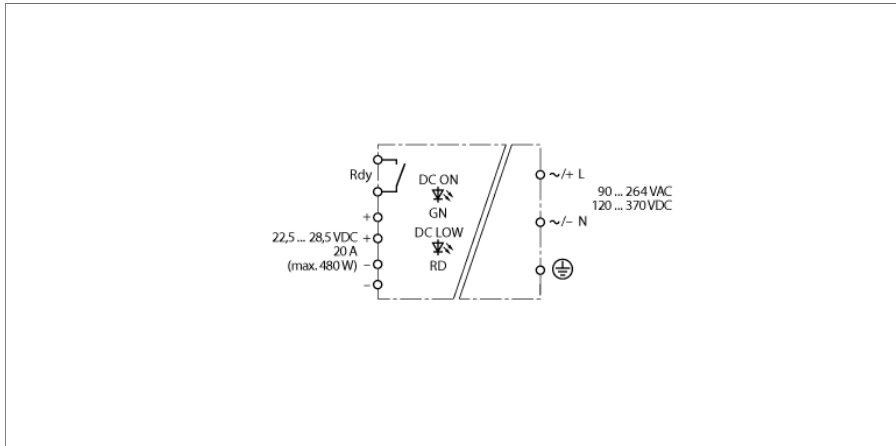 Rdy
DC ON
GN
DC LOW
RD
+
22,5 ... 28,5 VDC +
20 A
(max. 480 W) –
–
~/+ L
90 ... 264 VAC
120 ... 370 VDC
~/– N